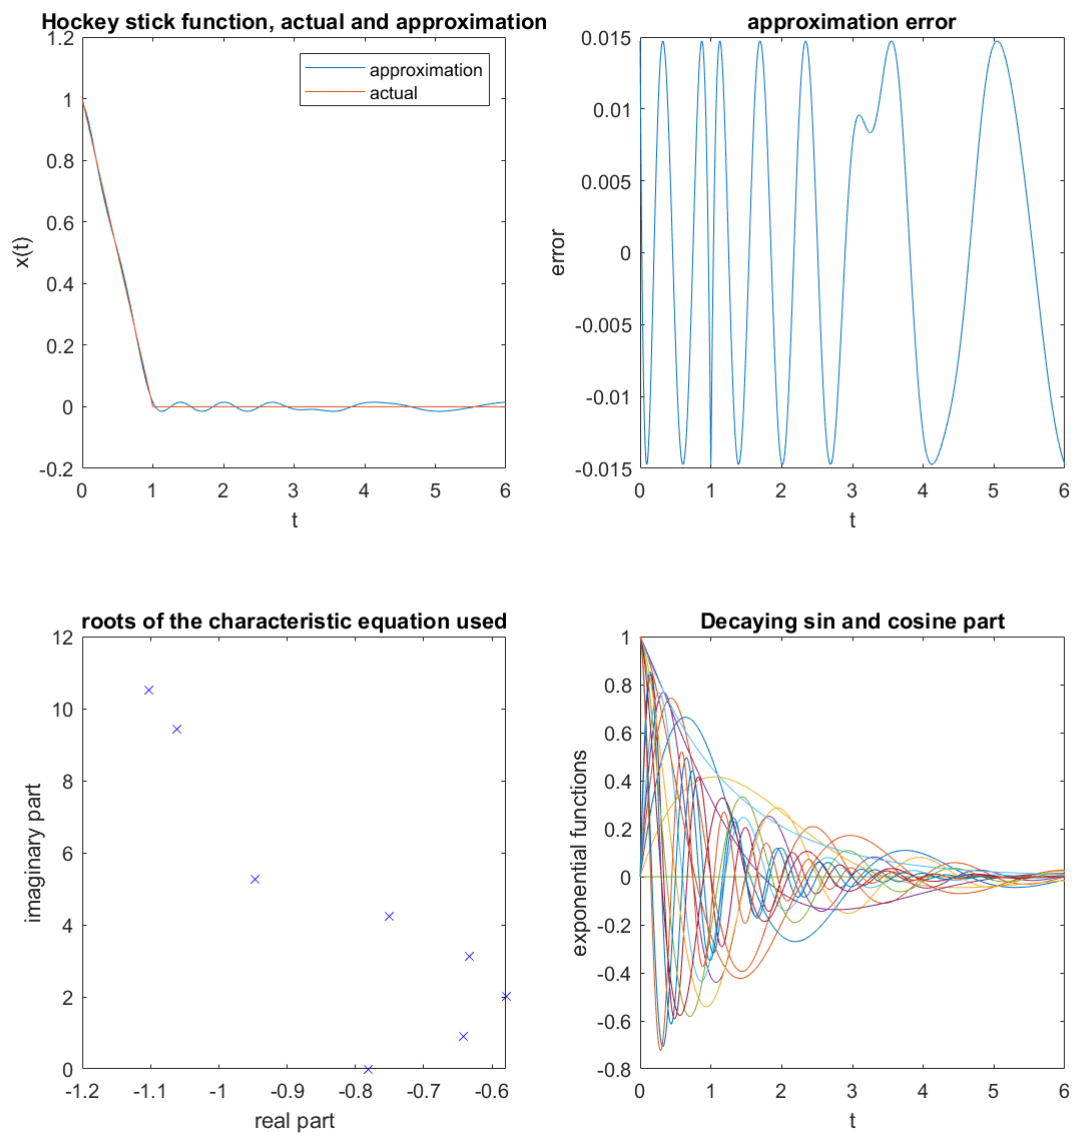 Hockey stick function, actual and approximation
1.2
1
0.8
0.6
0.4
0.2
0
-0.2
x(t)
approximation
actual
0 1 2 3 4 5 6
t
approximation error
0.015
0.01
0.005
0
-0.005
-0.01
-0.015
error
0 1 2 3 4 5 6
t
roots of the characteristic equation used
12
10
8
6
4
2
0
imaginary part
-1.2 -1.1 -1 -0.9 -0.8 -0.7 -0.6
real part
Decaying sin and cosine part
1
0.8
0.6
0.4
0.2
0
-0.2
-0.4
-0.6
-0.8
exponential functions
0 1 2 3 4 5 6
t